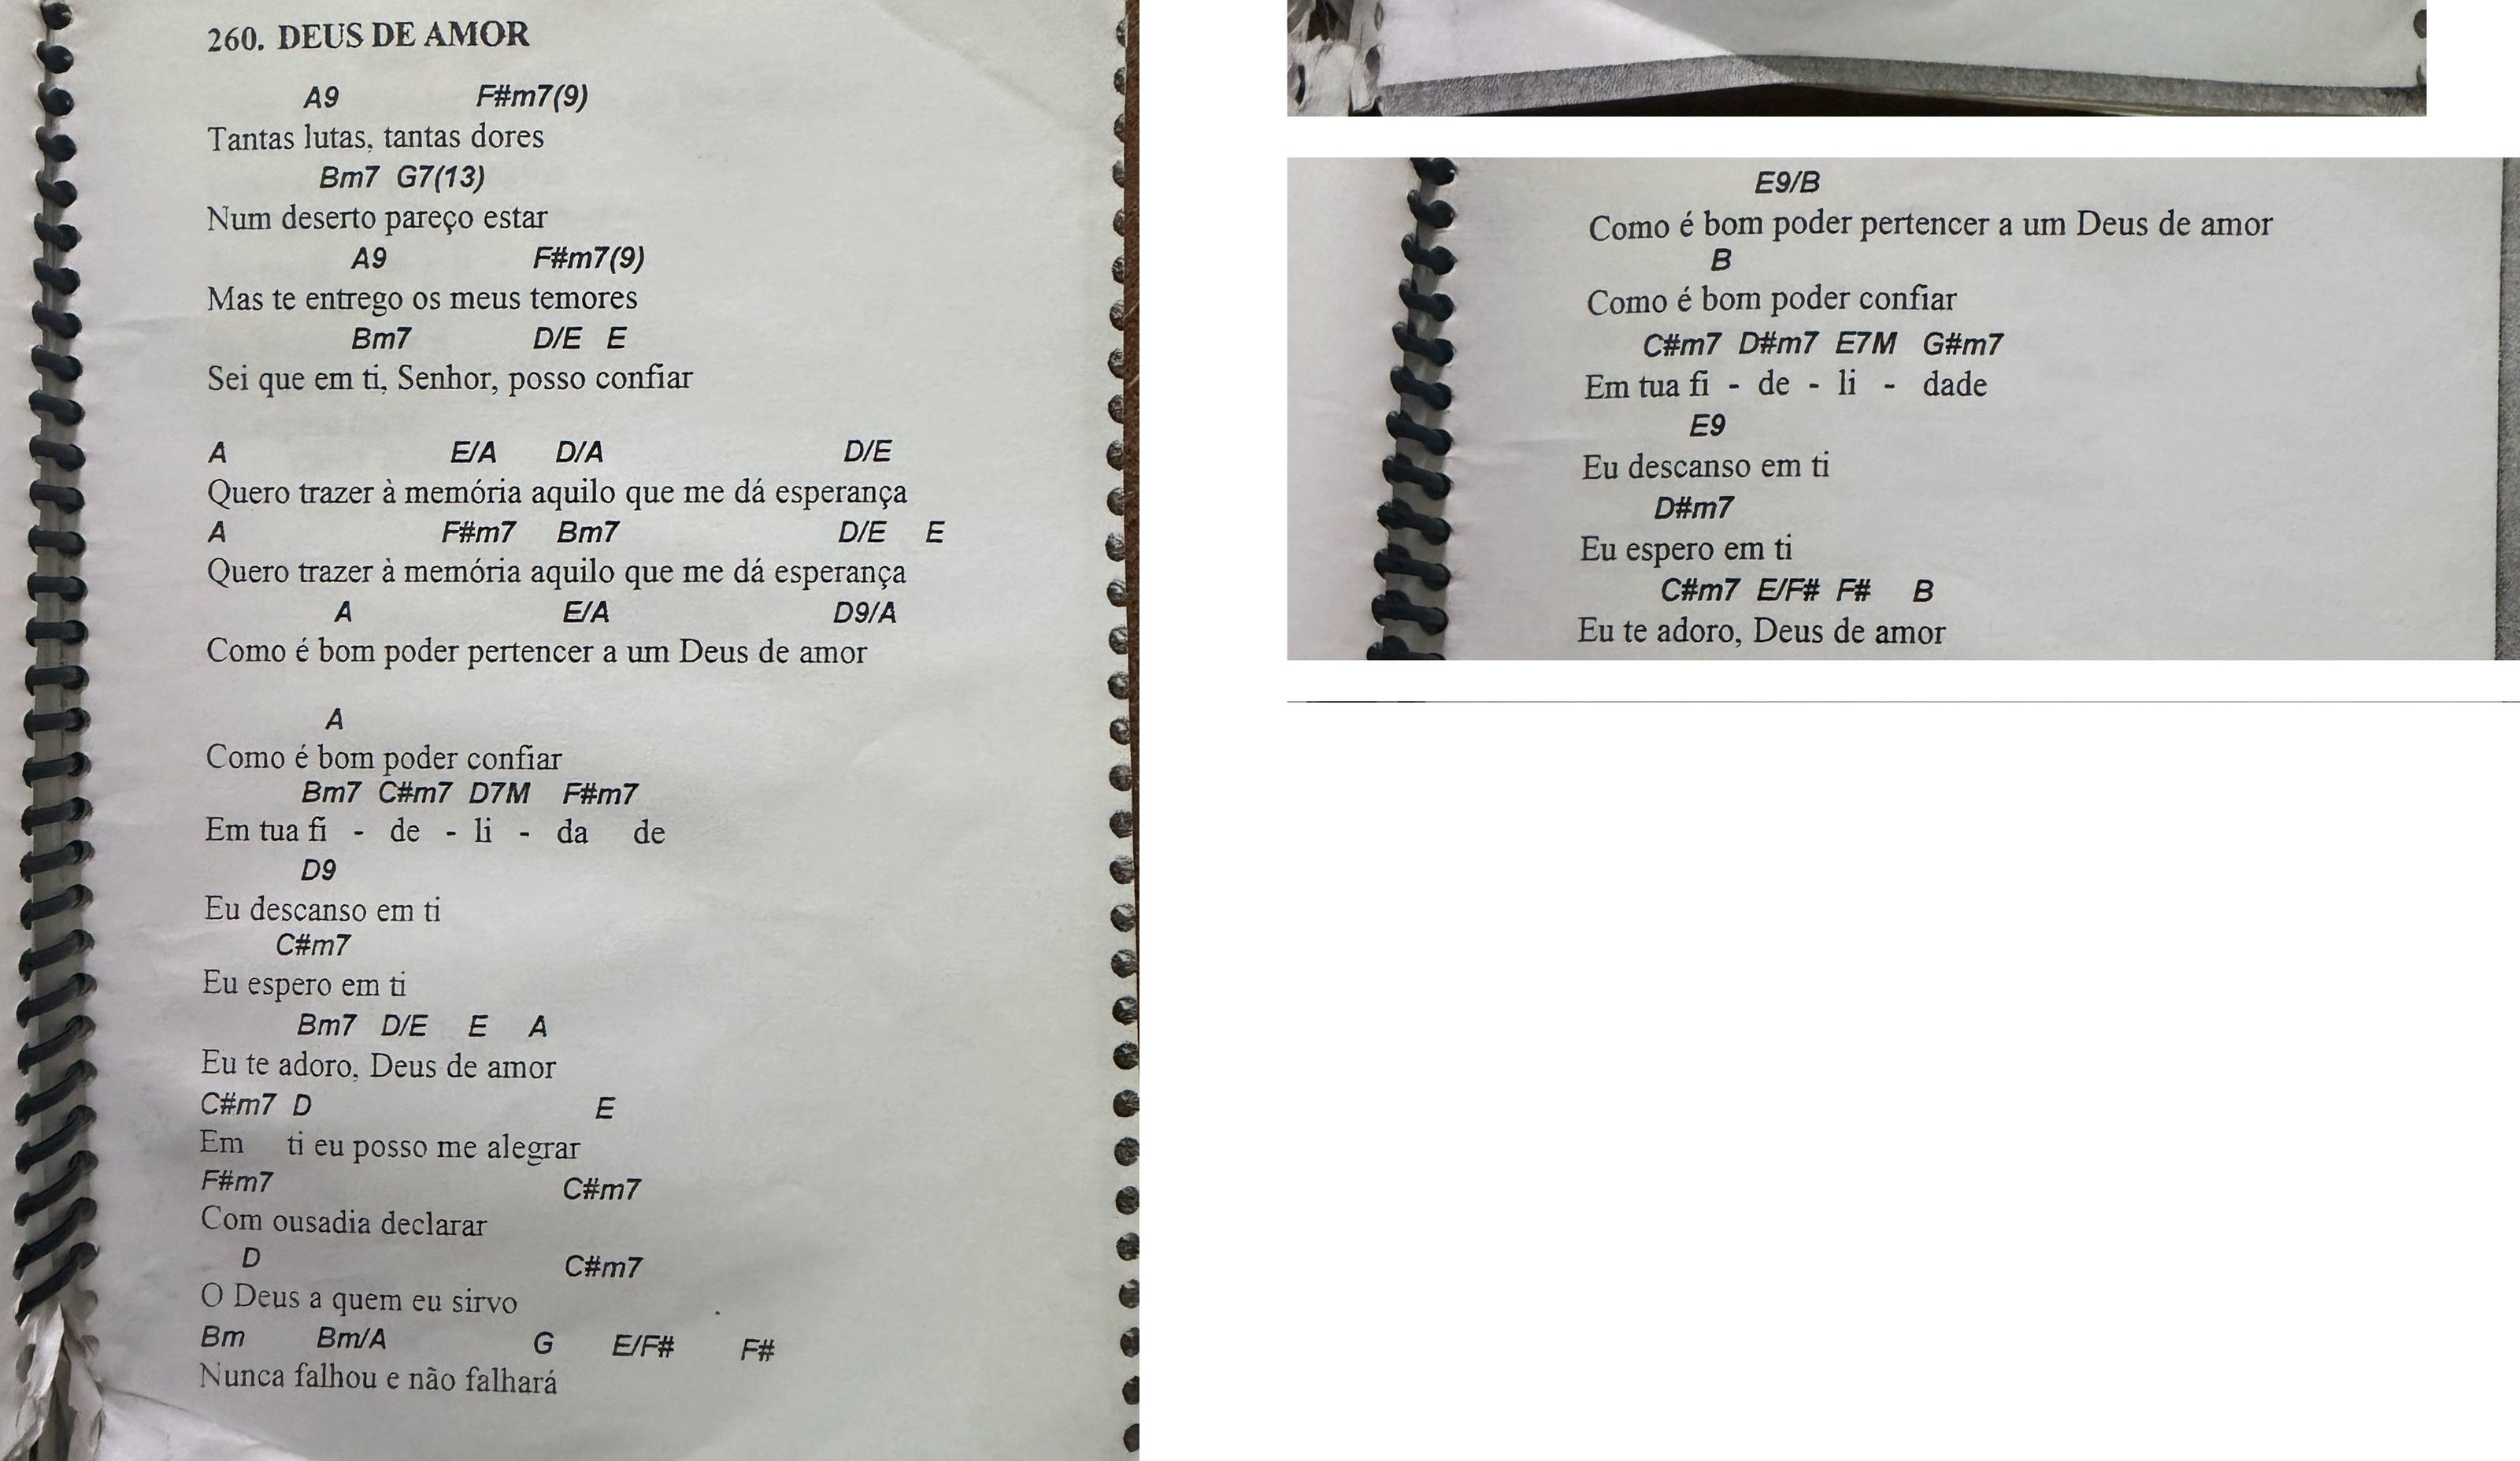 260. DEUS DE AMOR
A9 F#m7(9)
Tantas lutas, tantas dores
Bm7 G7(13)
Num deserto pareço estar
A9 F#m7(9)
Mas te entrego os meus temores
Bm7 D/E E
Sei que em ti, Senhor, posso confiar
A E/A D/A D/E
Quero trazer à memória aquilo que me dá esperança
A F#m7 Bm7 D/E E
Quero trazer à memória aquilo que me dá esperança
A E/A D9/A
Como é bom poder pertencer a um Deus de amor
A
Como é bom poder confiar
Bm7 C#m7 D7M F#m7
Em tua fi - de - li - da de
D9
Eu descanso em ti
C#m7
Eu espero em ti
Bm7 D/E E A
Eu te adoro, Deus de amor
C#m7 D E
Em ti eu posso me alegrar
F#m7 C#m7
Com ousadia declarar
D C#m7
O Deus a quem eu sirvo
Bm Bm/A G E/F# F#
Nunca falhou e não falhará
E9/B
Como é bom poder pertencer a um Deus de amor
B
Como é bom poder confiar
C#m7 D#m7 E7M G#m7
Em tua fi - de - li - dade
E9
Eu descanso em ti
D#m7
Eu espero em ti
C#m7 E/F# F# B
Eu te adoro, Deus de amor